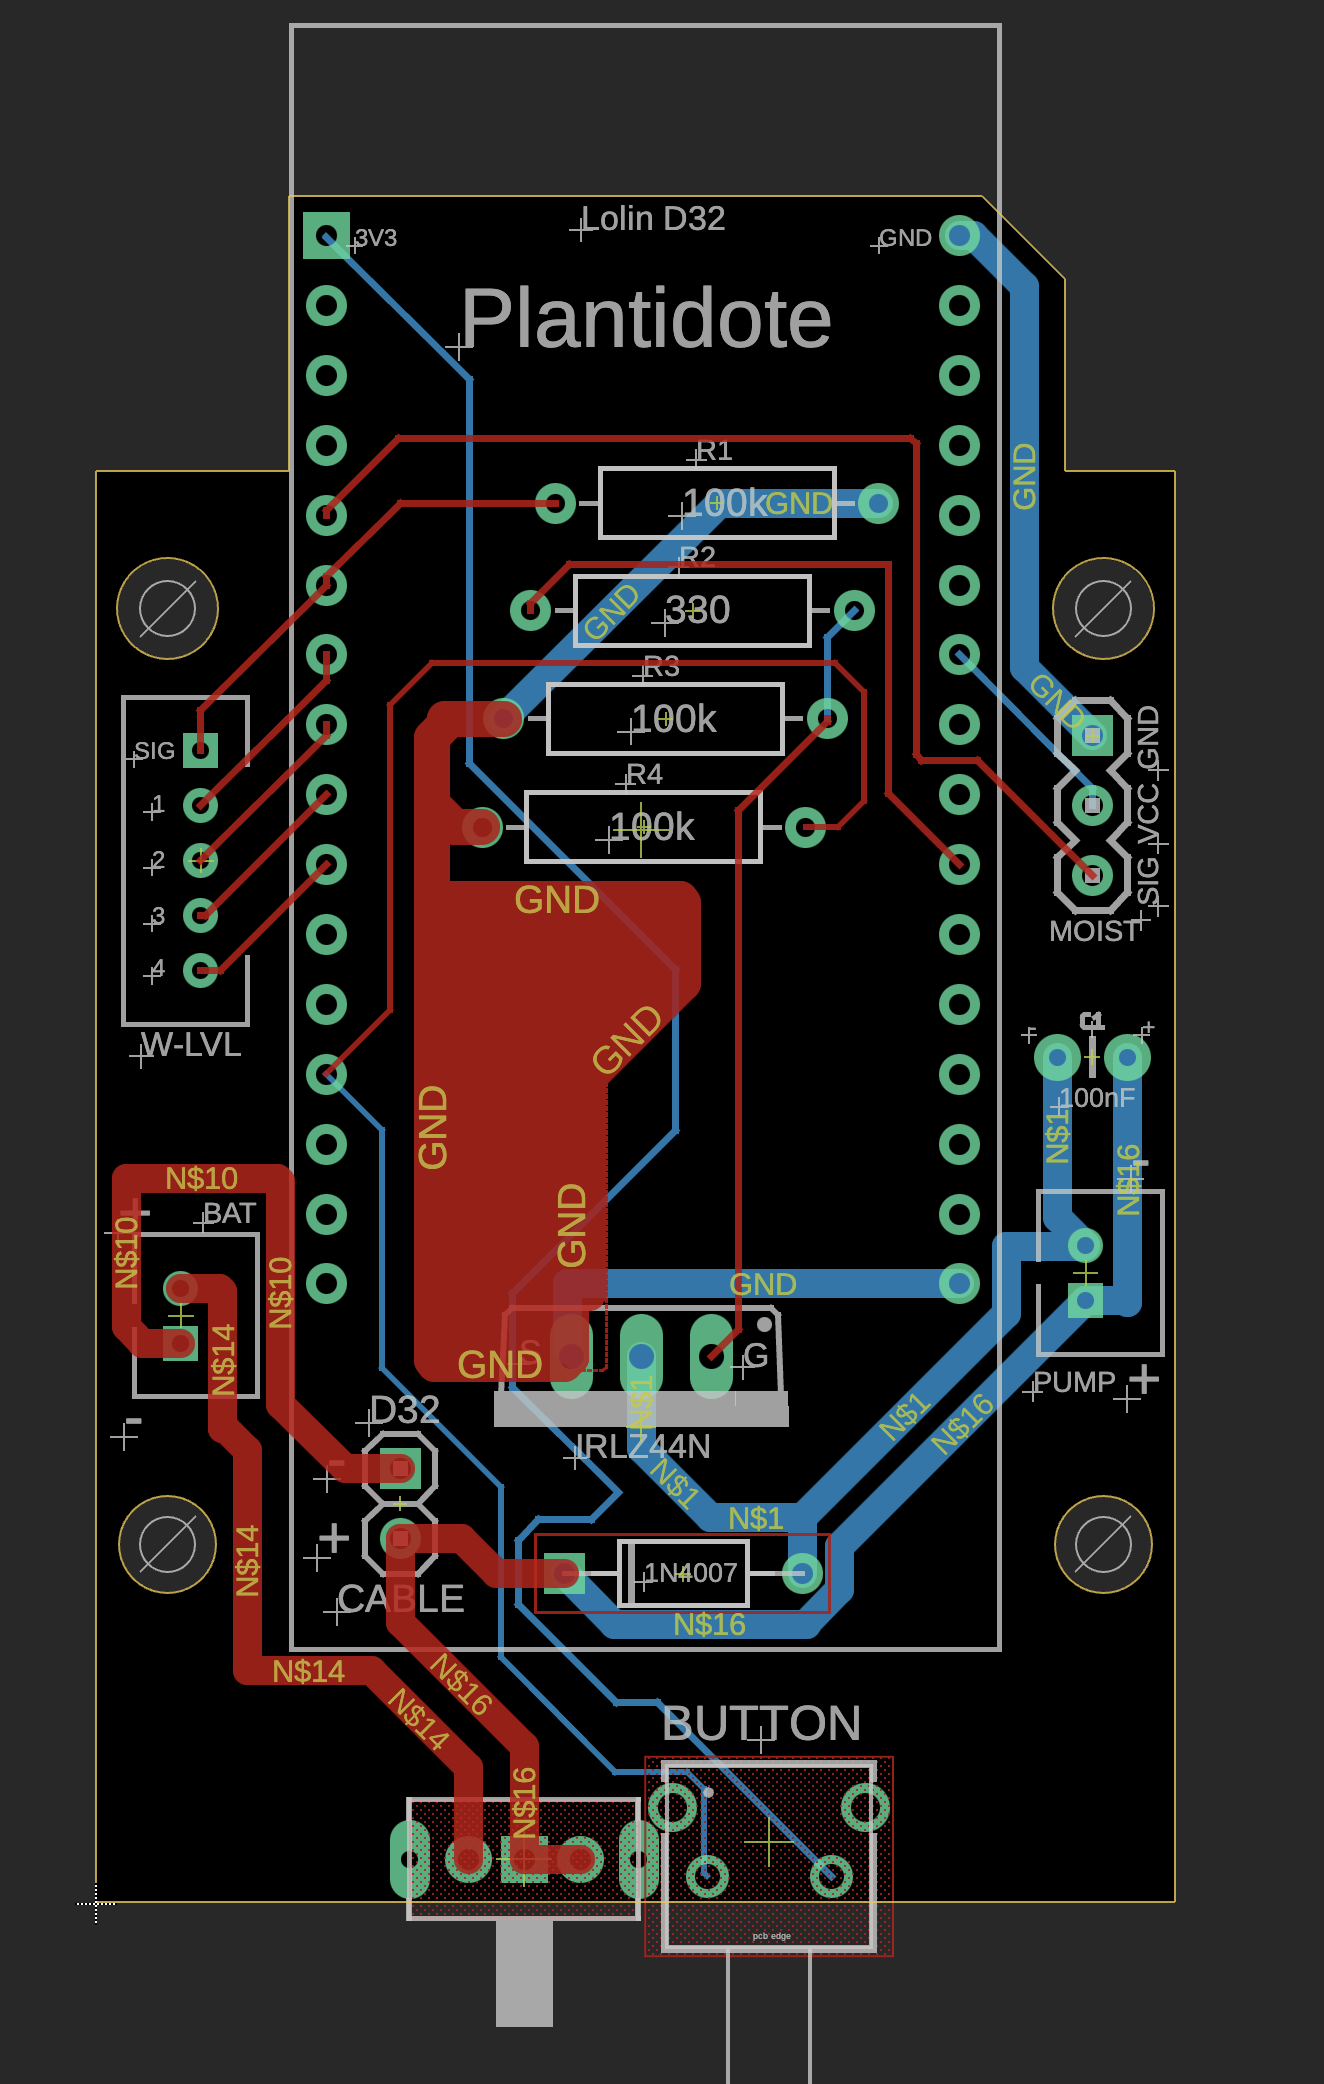 Lolin D32
3V3
GND
Plantidote
R1
100k
GND
GND
R2
330
GND
R3
100k
GND
R4
100k
GND
SIG
1
2
3
4
W-LVL
GND
VCC
SIG
MOIST
GND
GND
GND
C1
-
+
100nF
N$1
N$16
-
N$10
+
BAT
N$10
N$10
N$14
-
GND
GND
S
G
IRLZ44N
N$1
N$1
N$1
N$1
N$16
PUMP
+
D32
-
+
CABLE
1N4007
N$16
N$14
N$14
N$14
N$16
N$16
BUTTON
pcb edge